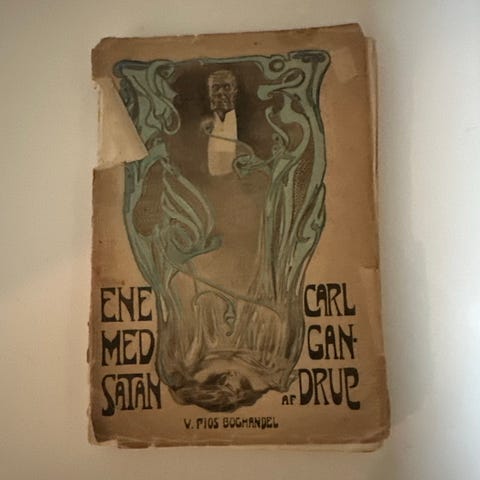 ENE
MED
SATAN
AF CARL
GAN-
DRUP
V. PIOS BOGHANDEL